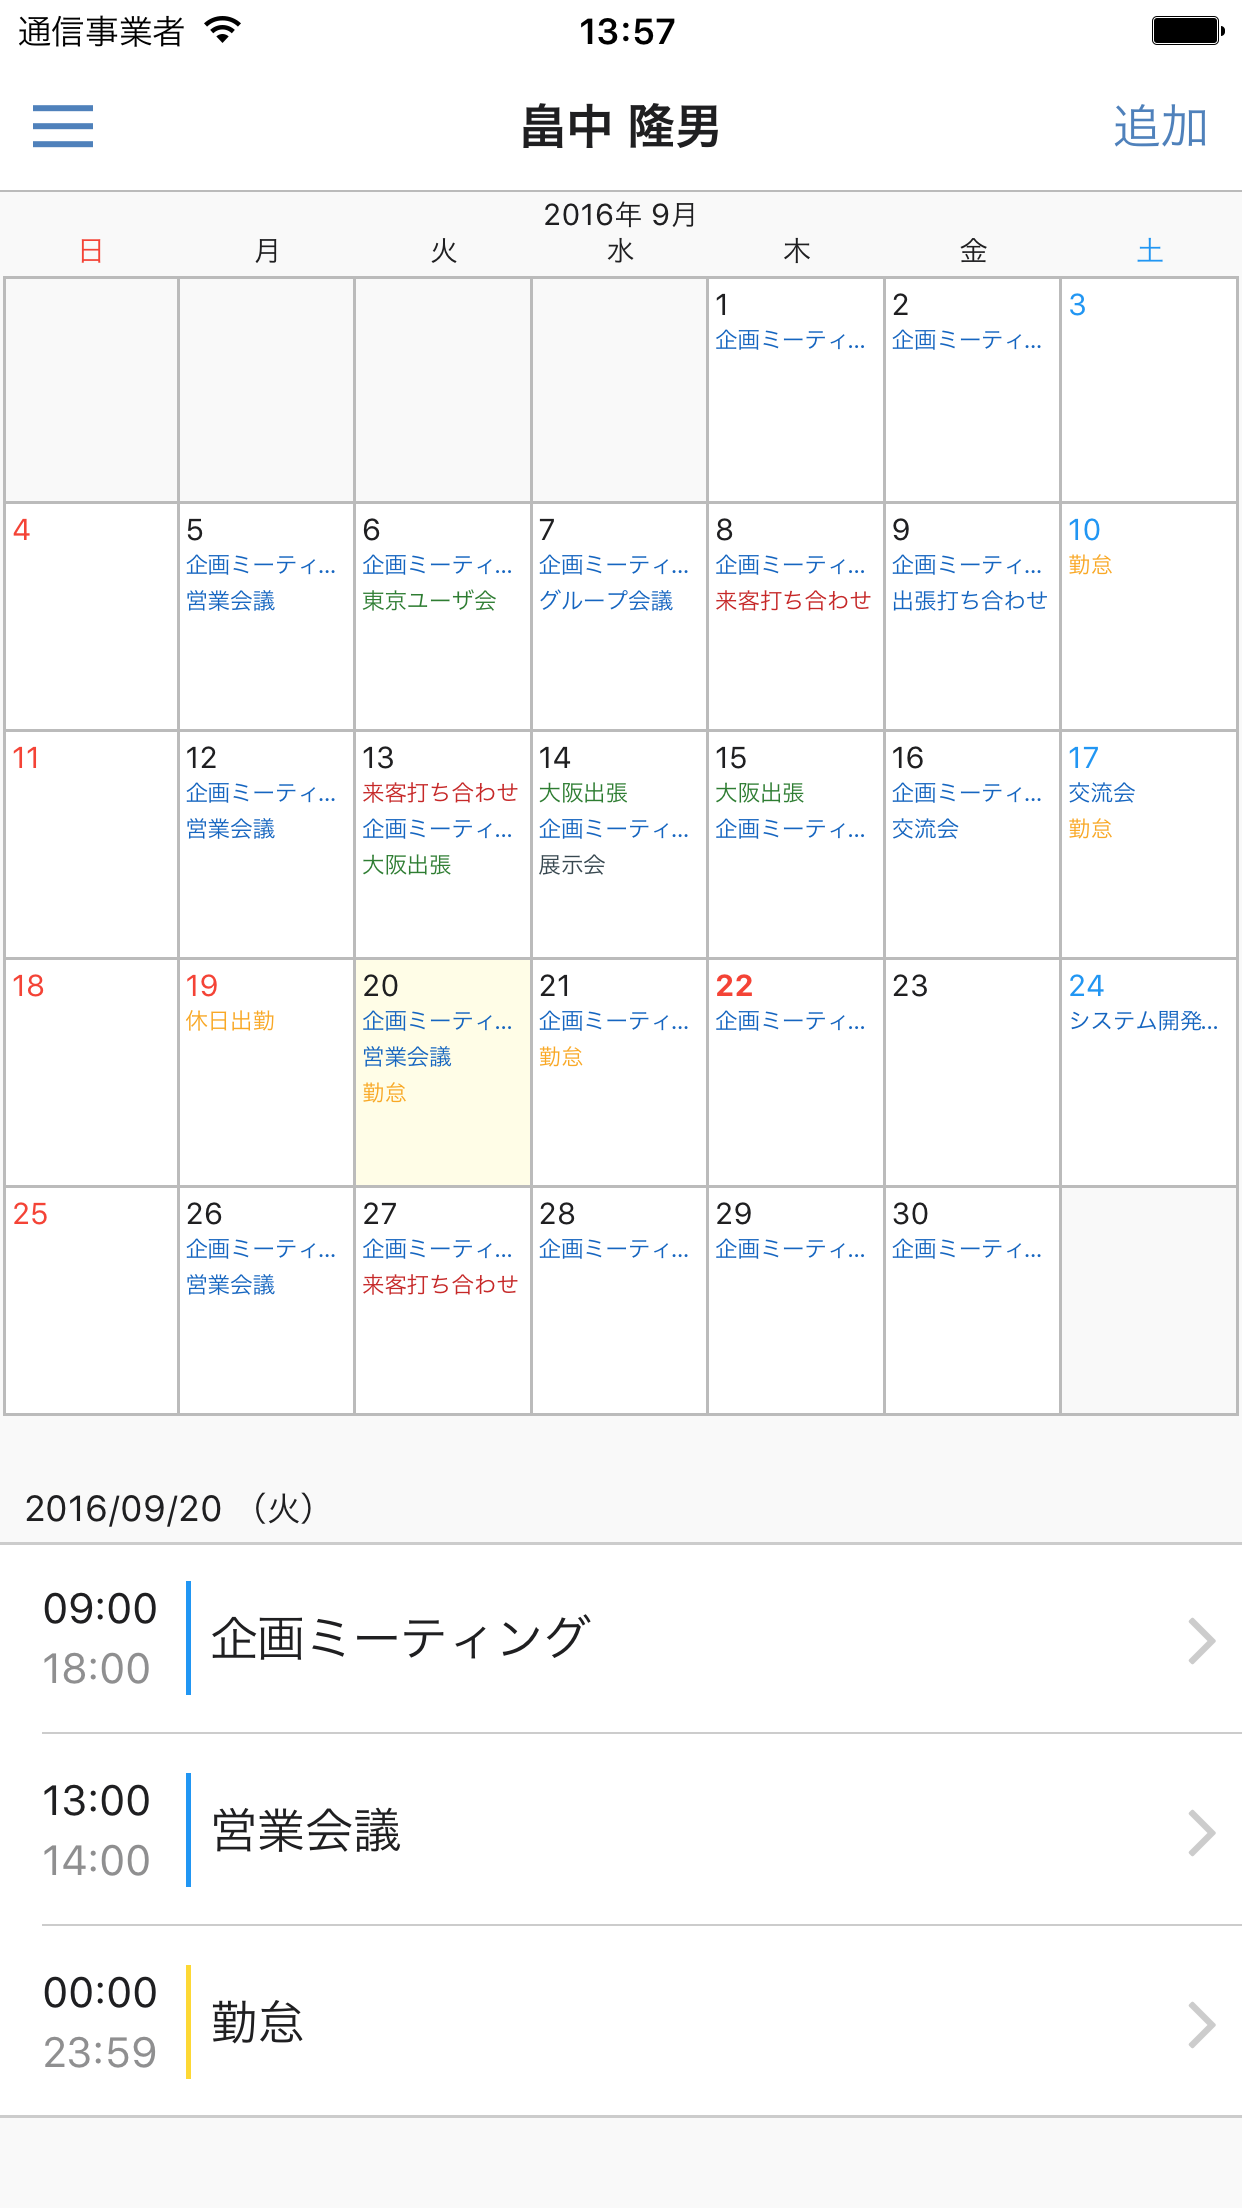 通信事業者 13:57
畠中 隆男 追加
2016年 9月
日 月 火 水 木 金 土
1 2 3
企画ミーティ... 企画ミーティ...
4 5 6 7 8 9 10
企画ミーティ... 企画ミーティ... 企画ミーティ... 企画ミーティ... 企画ミーティ... 勤怠
営業会議 東京ユーザ会 グループ会議 来客打ち合わせ 出張打ち合わせ
11 12 13 14 15 16 17
企画ミーティ... 来客打ち合わせ 大阪出張 大阪出張 企画ミーティ... 交流会
営業会議 企画ミーティ... 企画ミーティ... 企画ミーティ... 交流会 勤怠
大阪出張 展示会
18 19 20 21 22 23 24
休日出勤 企画ミーティ... 企画ミーティ... 企画ミーティ... システム開発...
営業会議 勤怠
勤怠
25 26 27 28 29 30
企画ミーティ... 企画ミーティ... 企画ミーティ... 企画ミーティ... 企画ミーティ...
営業会議 来客打ち合わせ
2016/09/20 （火）
09:00
企画ミーティング
18:00
13:00
営業会議
14:00
00:00
勤怠
23:59